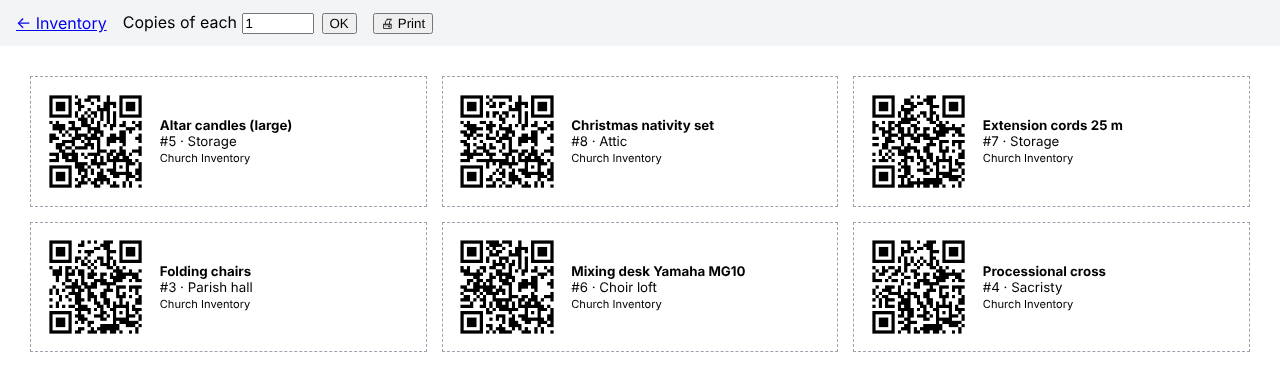 ← Inventory Copies of each 1 OK 🖨 Print
Altar candles (large)
#5 · Storage
Church Inventory
Christmas nativity set
#8 · Attic
Church Inventory
Extension cords 25 m
#7 · Storage
Church Inventory
Folding chairs
#3 · Parish hall
Church Inventory
Mixing desk Yamaha MG10
#6 · Choir loft
Church Inventory
Processional cross
#4 · Sacristy
Church Inventory